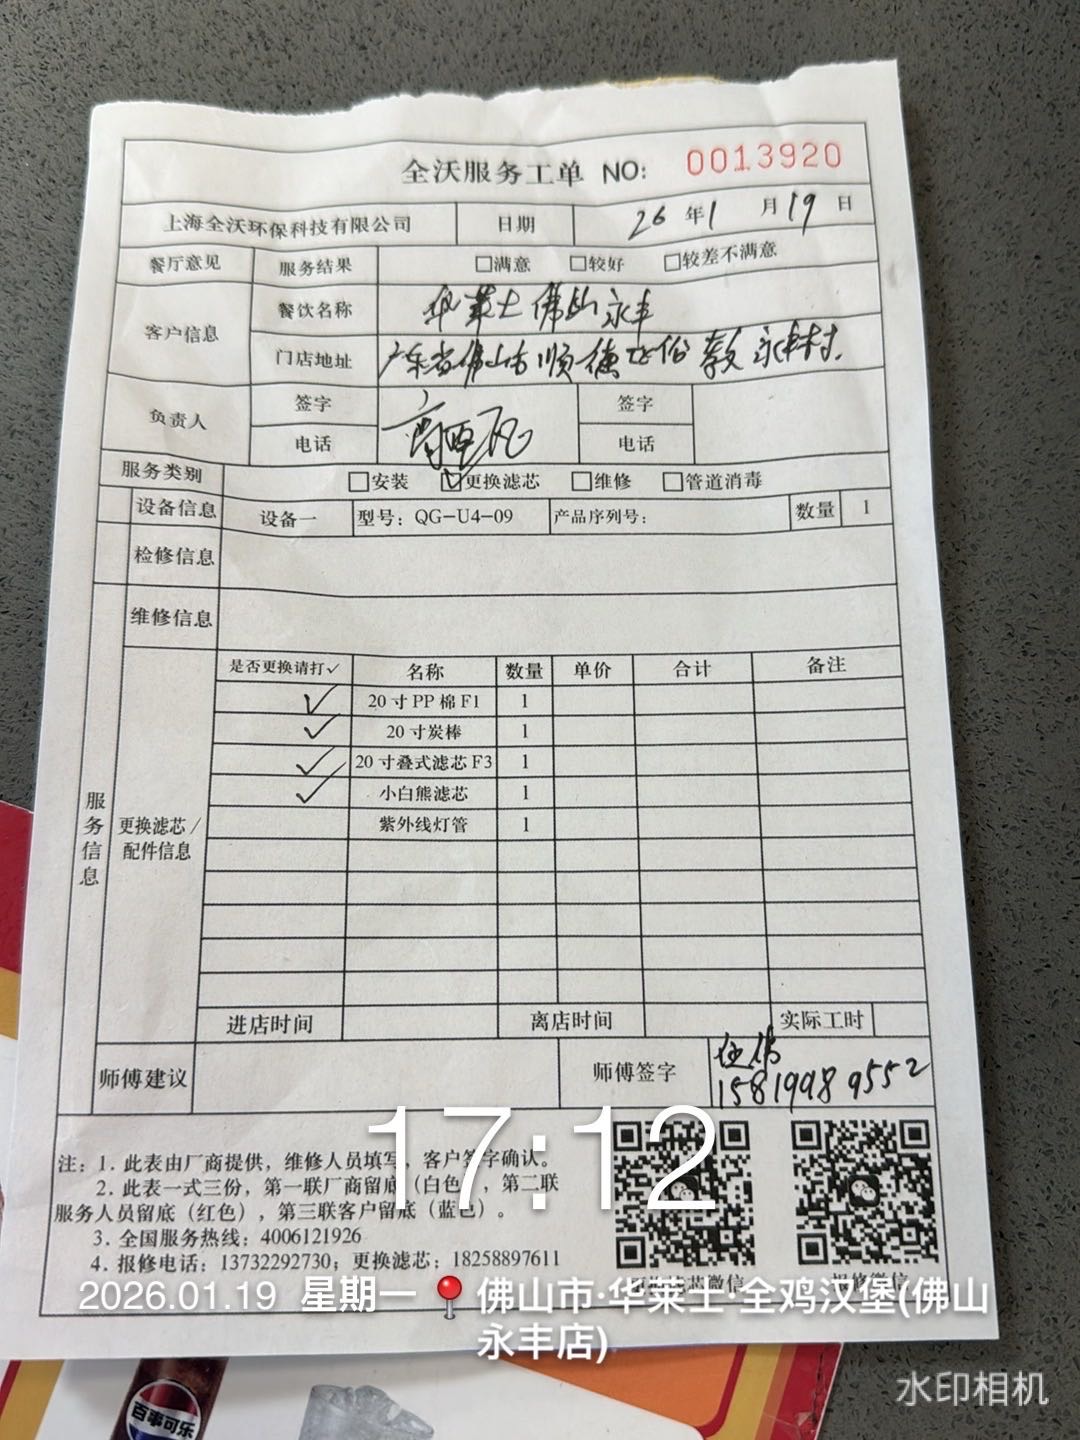 全沃服务工单 NO: 0013920
上海全沃环保科技有限公司 日期 26 年 1 月 19 日
餐厅意见 服务结果 □满意 □较好 □较差不满意
客户信息 餐饮名称 华莱士佛山永丰
门店地址 广东省佛山市顺德区伦教永丰村
负责人 签字 签字
电话 电话
服务类别 □安装 ☑更换滤芯 □维修 □管道消毒
设备信息 设备一 型号：QG-U4-09 产品序列号： 数量 1
检修信息
维修信息
服务信息
更换滤芯/配件信息
是否更换请打✓ 名称 数量 单价 合计 备注
✓ 20寸PP棉F1 1
✓ 20寸炭棒 1
✓ 20寸叠式滤芯F3 1
✓ 小白熊滤芯 1
紫外线灯管 1
进店时间 离店时间 实际工时
师傅建议 师傅签字 15819989552
17:12
注：1. 此表由厂商提供，维修人员填写，客户签字确认。
2. 此表一式三份，第一联厂商留底（白色），第二联
服务人员留底（红色），第三联客户留底（蓝色）。
3. 全国服务热线：4006121926
4. 报修电话：13732292730；更换滤芯：18258897611
2026.01.19 星期一 佛山市·华莱士·全鸡汉堡(佛山
永丰店)
百事可乐
水印相机